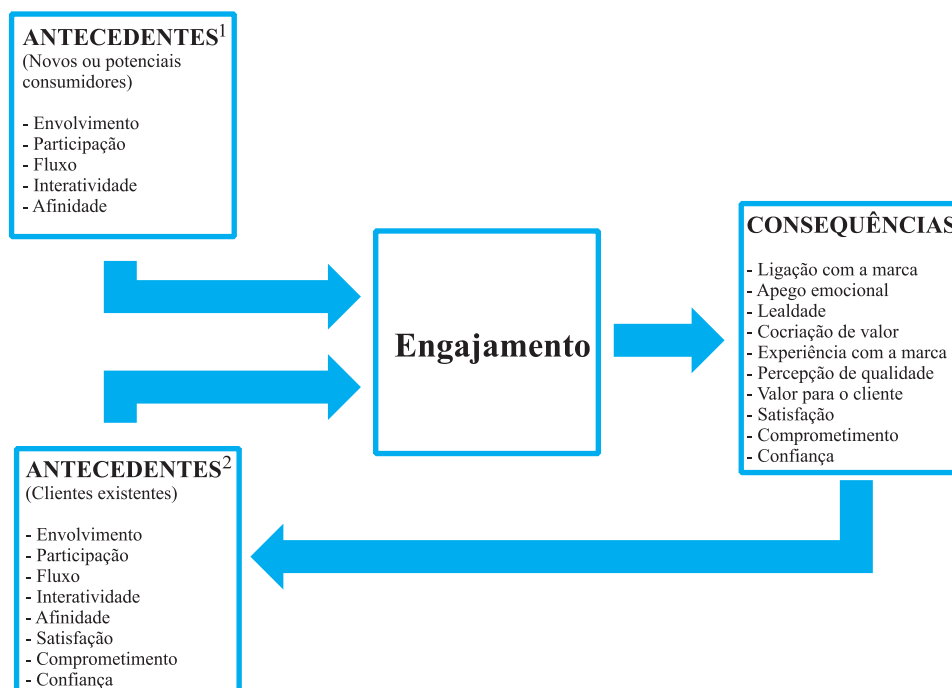 ANTECEDENTES¹
(Novos ou potenciais
consumidores)
- Envolvimento
- Participação
- Fluxo
- Interatividade
- Afinidade
Engajamento
CONSEQUÊNCIAS
- Ligação com a marca
- Apego emocional
- Lealdade
- Cocriação de valor
- Experiência com a marca
- Percepção de qualidade
- Valor para o cliente
- Satisfação
- Comprometimento
- Confiança
ANTECEDENTES²
(Clientes existentes)
- Envolvimento
- Participação
- Fluxo
- Interatividade
- Afinidade
- Satisfação
- Comprometimento
- Confiança